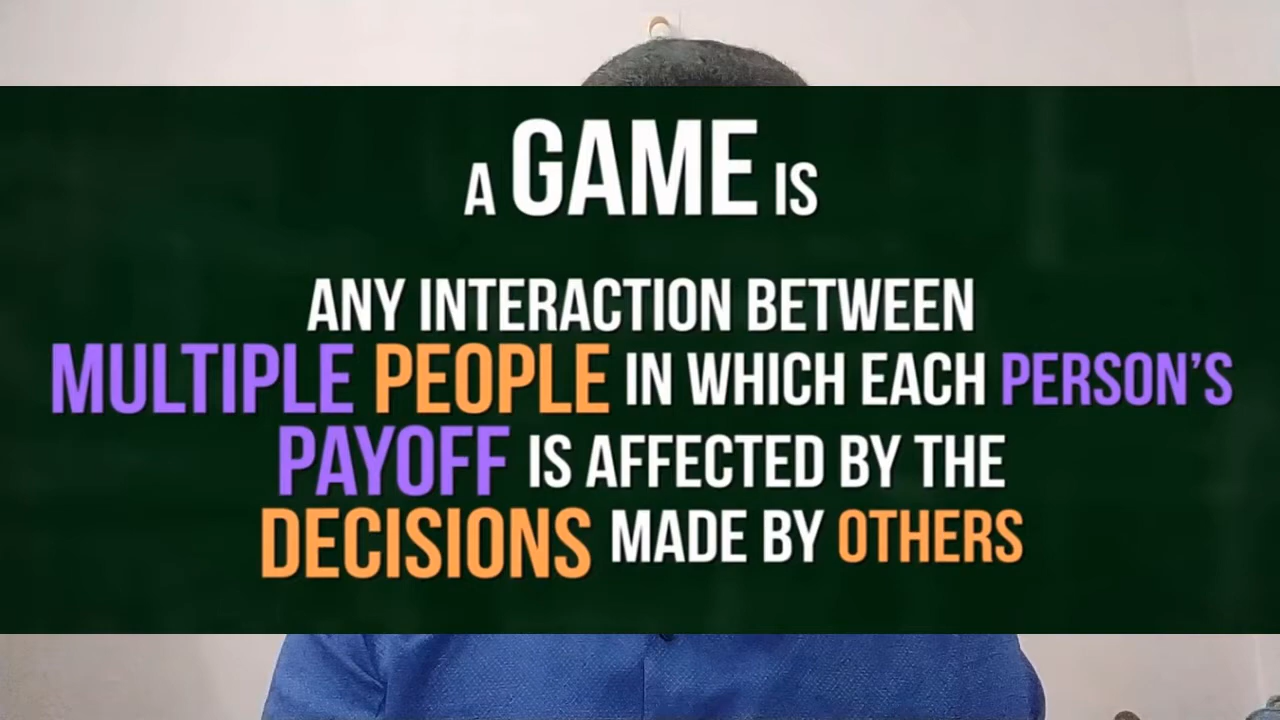 A GAME IS
ANY INTERACTION BETWEEN
MULTIPLE PEOPLE IN WHICH EACH PERSON'S
PAYOFF IS AFFECTED BY THE
DECISIONS MADE BY OTHERS